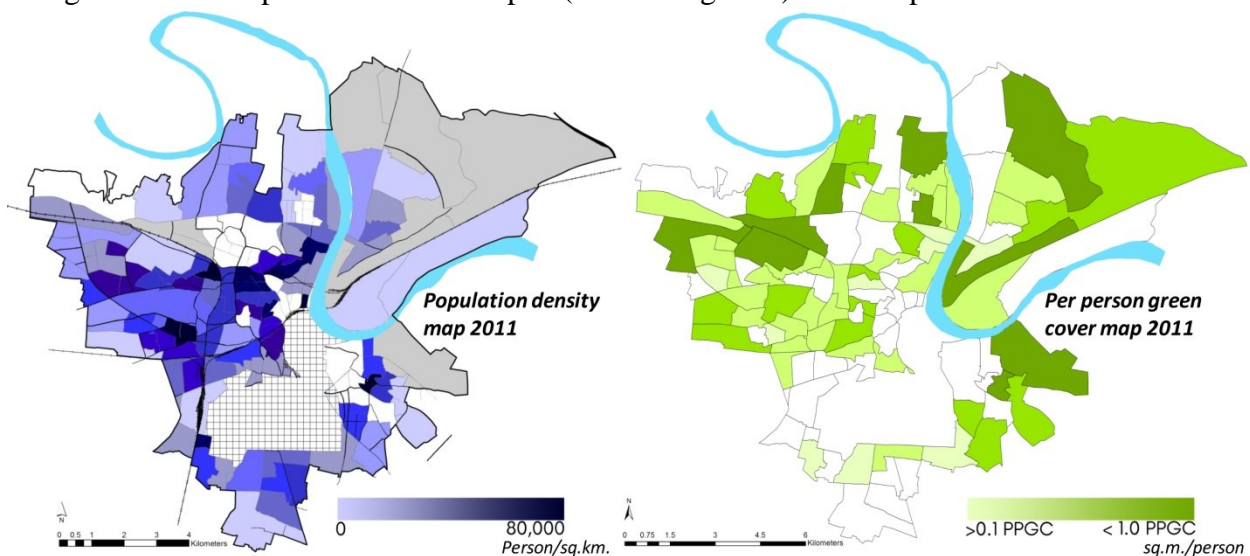 Population density
map 2011
0
80,000
Person/sq.km.
N
0 0.5 1 2 3 4
Kilometers
Per person green
cover map 2011
>0.1 PPGC
< 1.0 PPGC
sq.m./person
N
0 0.75 1.5 3 4.5 6
Kilometers